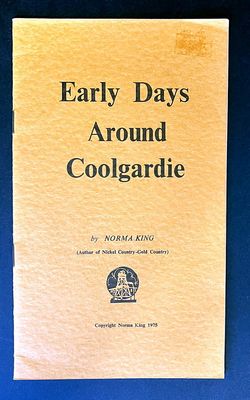 Early Days
Around
Coolgardie
by NORMA KING
(Author of Nickel Country-Gold Country)
Copyright Norma King 1975